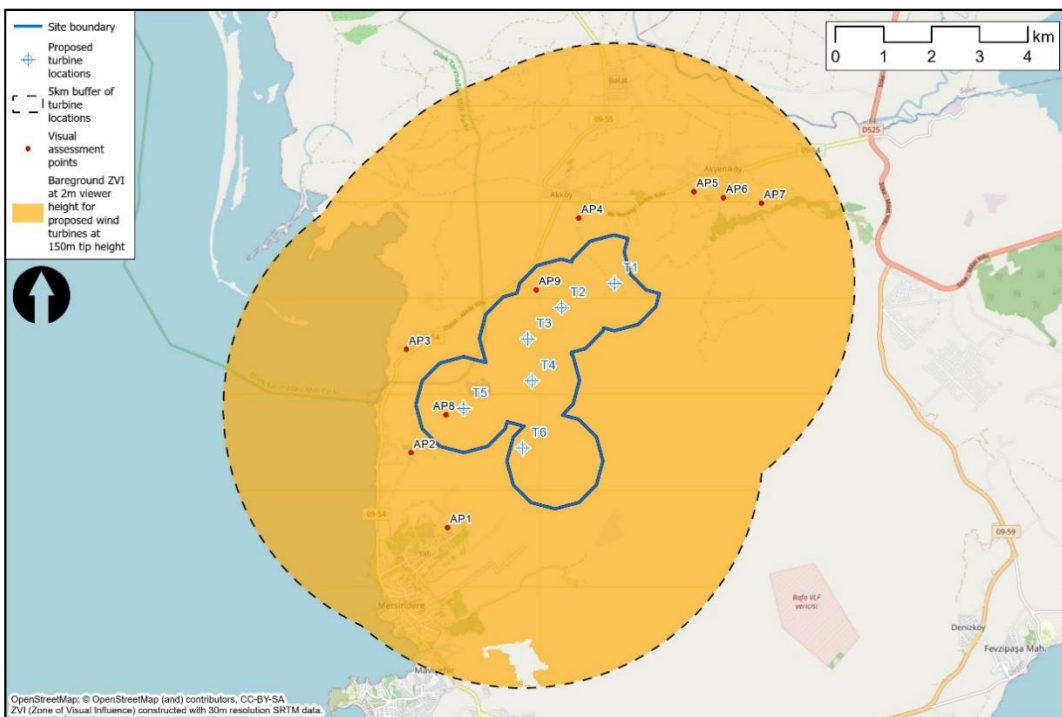 Site boundary
Proposed
turbine
locations
5km buffer of
turbine
locations
Visual
assessment
points
Bareground ZVI
at 2m viewer
height for
proposed wind
turbines at
150m tip height
0 1 2 3 4 km
Balat
09-55
D525
Söke
09-54
Akyeniköy
AP5
AP6
AP7
Akköy
AP4
T1
AP9
T2
T3
AP3
T4
T5
AP8
AP2
T6
09-54
AP1
Yalı
Mersindere
Mavişehir
09-59
Bafa VLF
vericisi
Denizköy
Fevzipaşa Mah.
OpenStreetMap: © OpenStreetMap (and) contributors, CC-BY-SA
ZVI (Zone of Visual Influence) constructed with 30m resolution SRTM data.